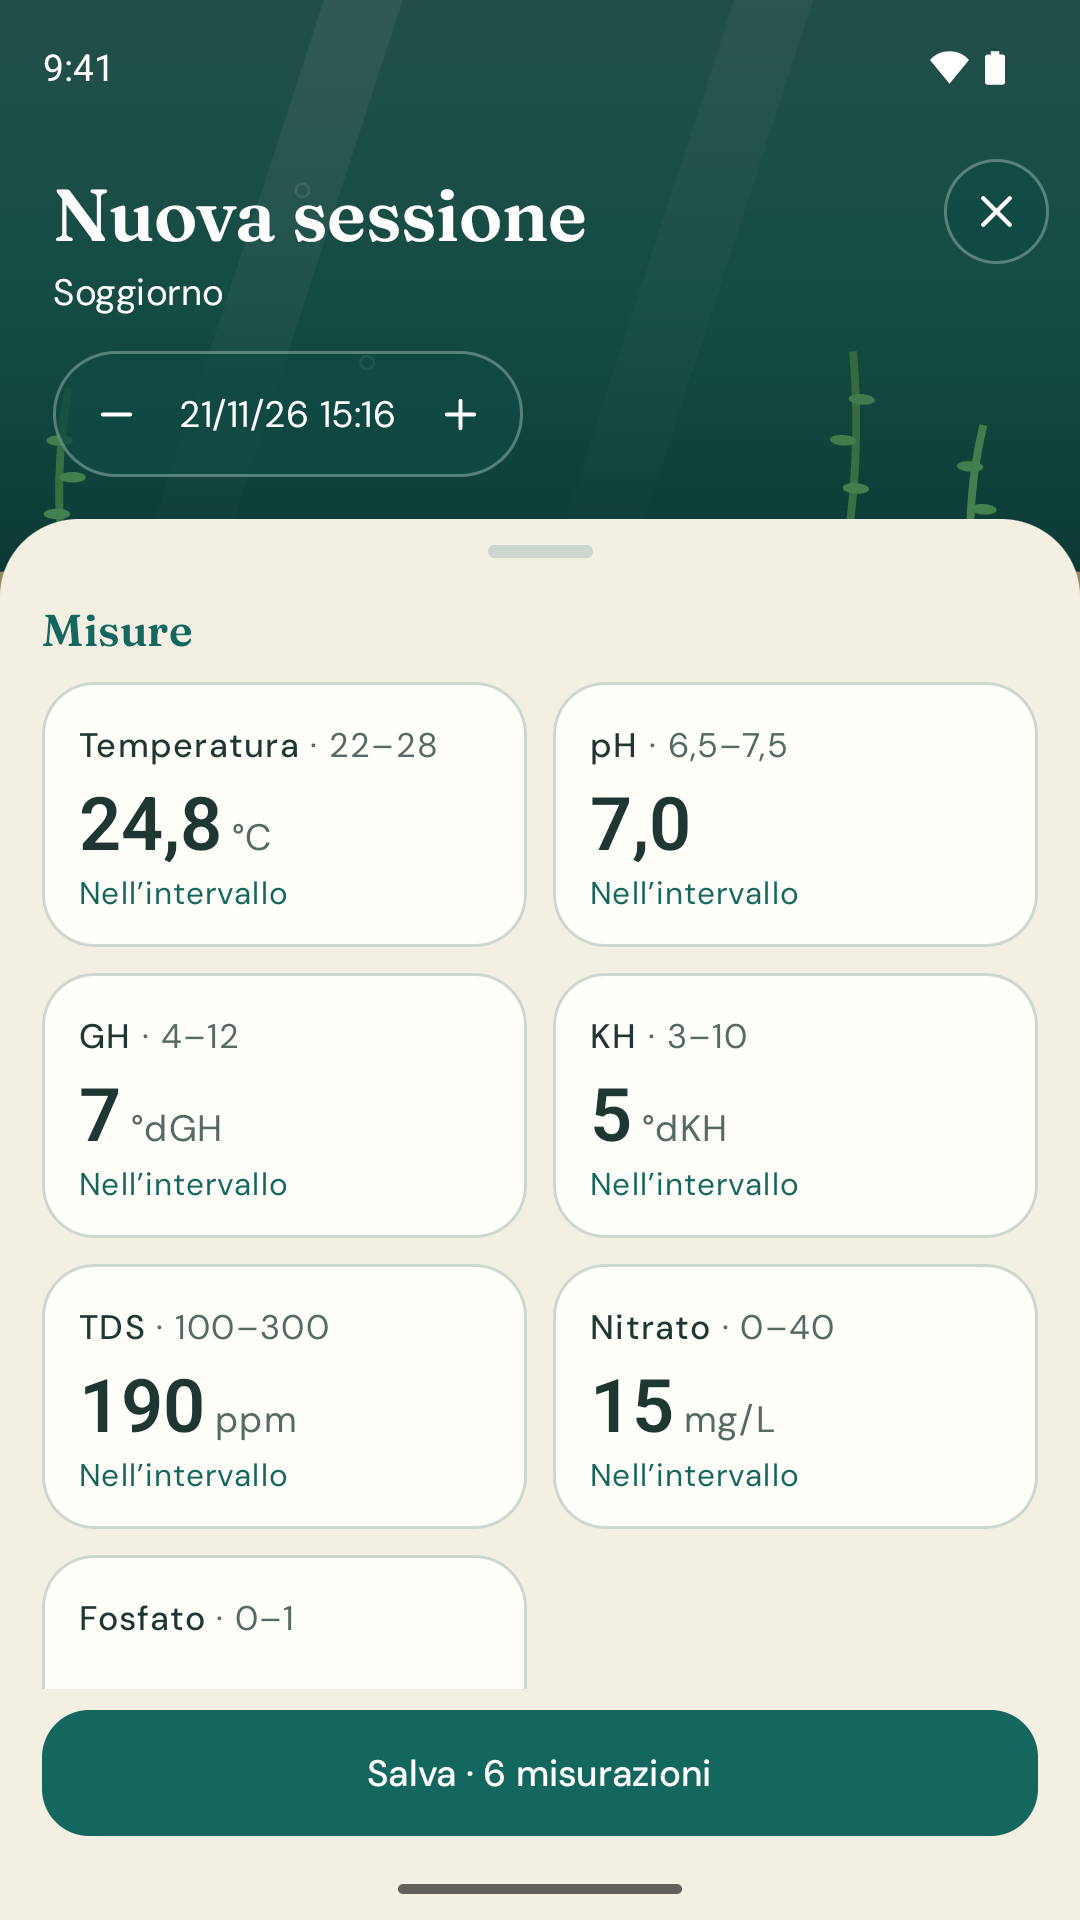 9:41
Nuova sessione
Soggiorno
21/11/26 15:16
Misure
Temperatura · 22–28
24,8 °C
Nell’intervallo
pH · 6,5–7,5
7,0
Nell’intervallo
GH · 4–12
7 °dGH
Nell’intervallo
KH · 3–10
5 °dKH
Nell’intervallo
TDS · 100–300
190 ppm
Nell’intervallo
Nitrato · 0–40
15 mg/L
Nell’intervallo
Fosfato · 0–1
Salva · 6 misurazioni